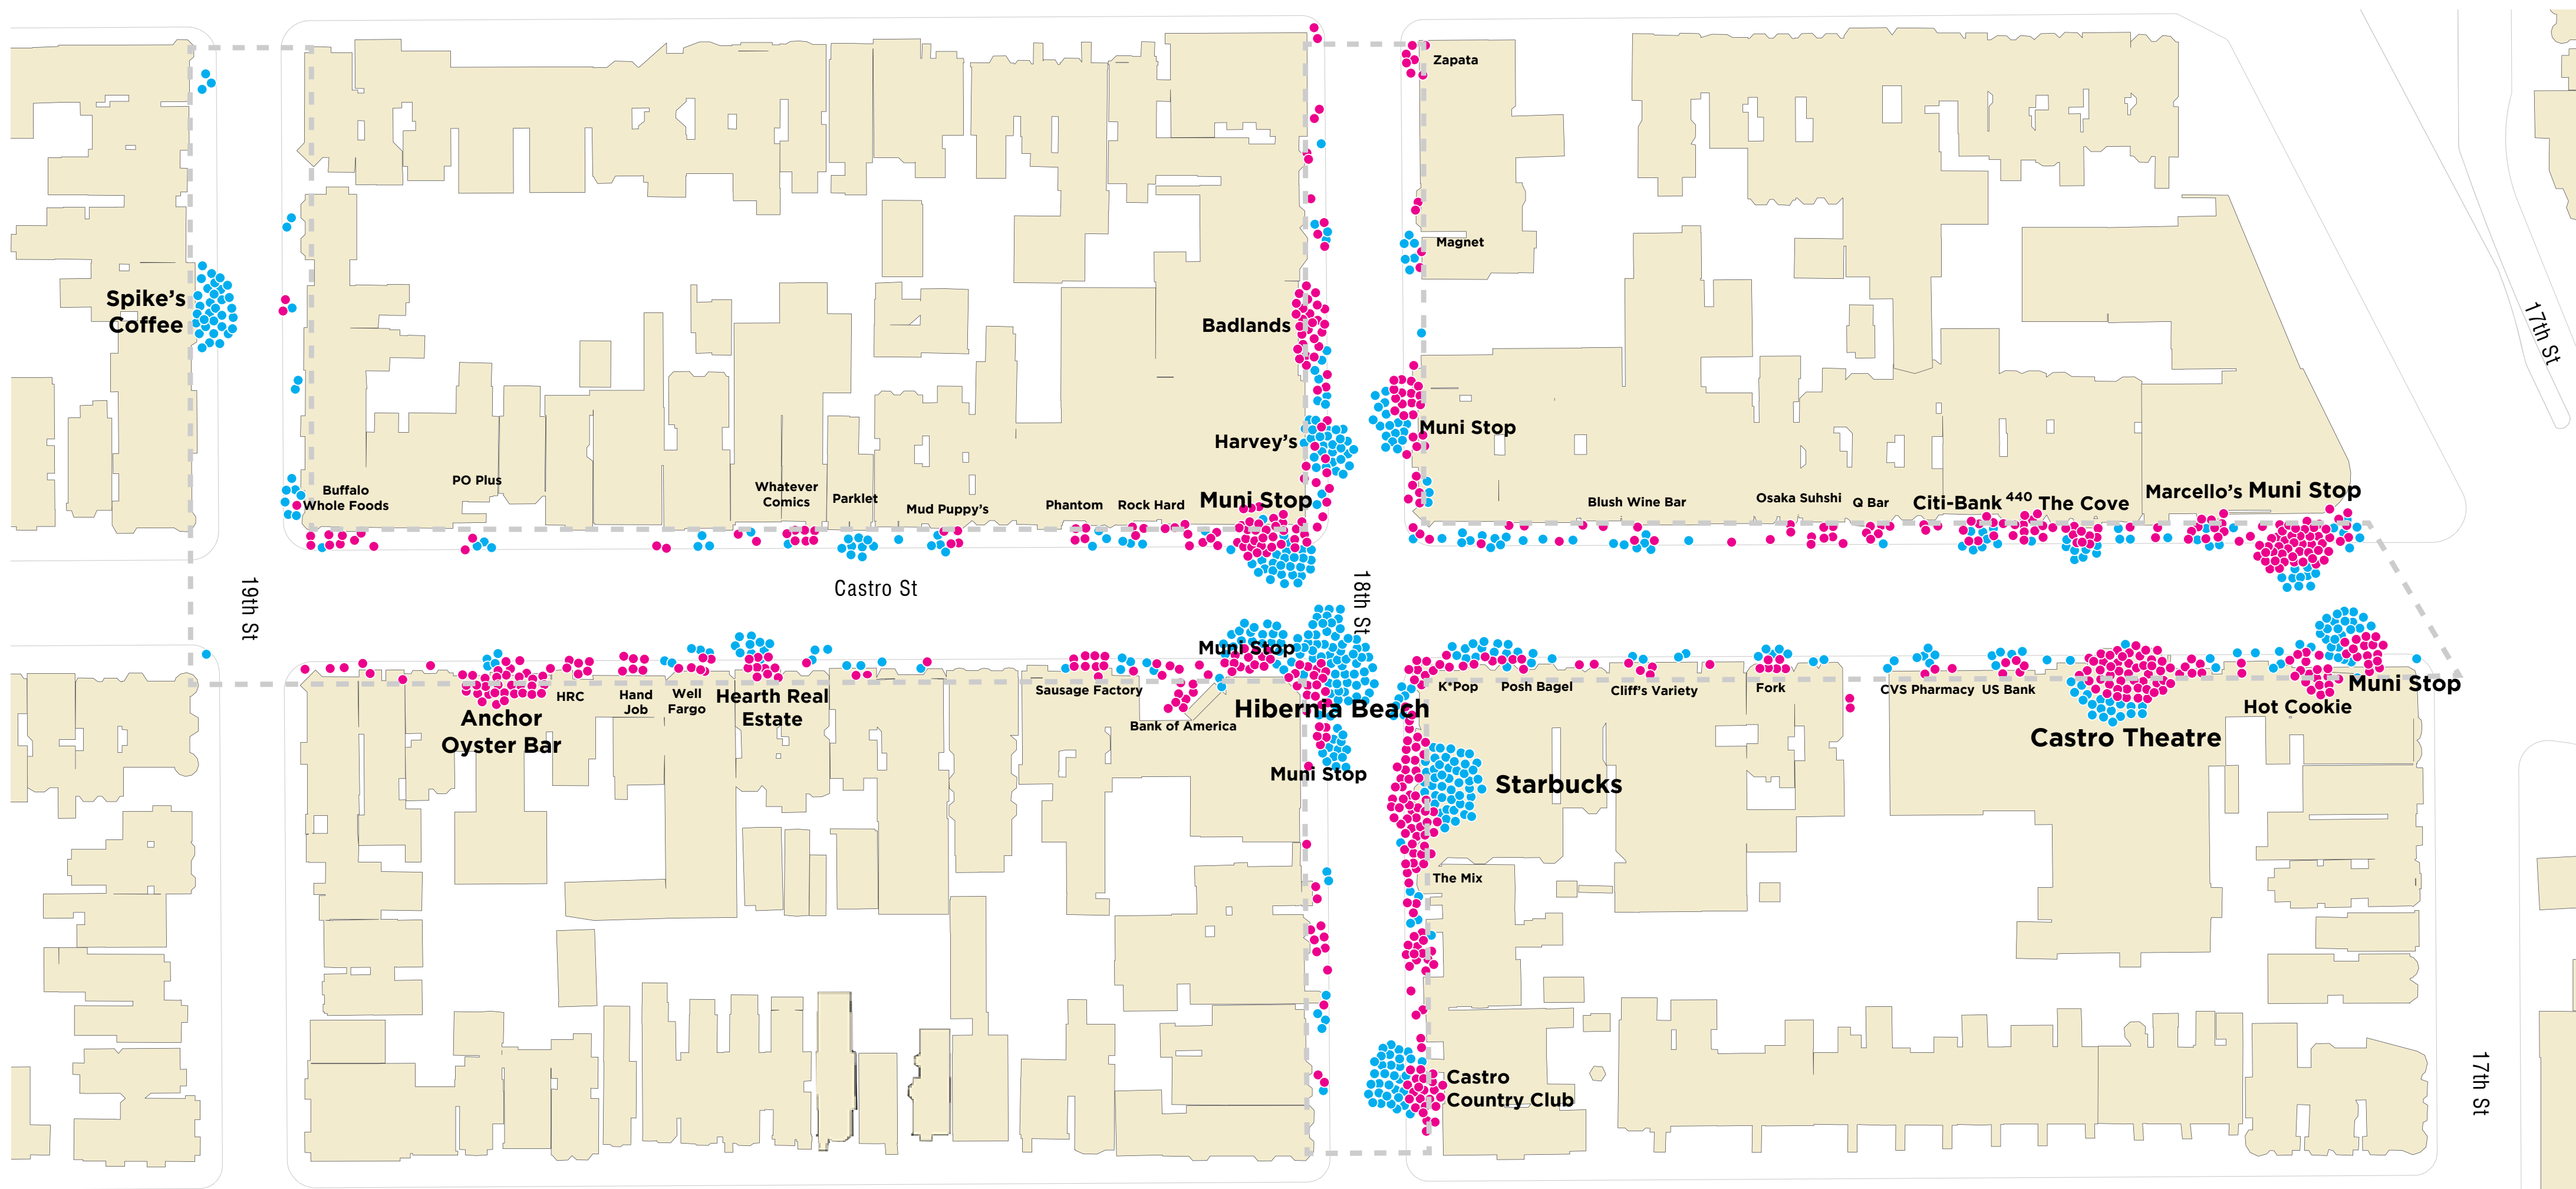 Zapata
Magnet
Spike's
Coffee
Badlands
17th St
Muni Stop
Harvey's
PO Plus
Buffalo
Whole Foods
Whatever
Comics
Parklet
Mud Puppy's
Phantom
Rock Hard
Muni Stop
Blush Wine Bar
Osaka Suhshi
Q Bar
Citi-Bank
440
The Cove
Marcello's
Muni Stop
19th St
Castro St
18th St
Muni Stop
Anchor
Oyster Bar
HRC
Hand
Job
Well
Fargo
Hearth Real
Estate
Sausage Factory
Bank of America
Hibernia Beach
Muni Stop
K*Pop
Posh Bagel
Cliff's Variety
Fork
CVS Pharmacy
US Bank
Castro Theatre
Hot Cookie
Muni Stop
Starbucks
The Mix
Castro
Country Club
17th St